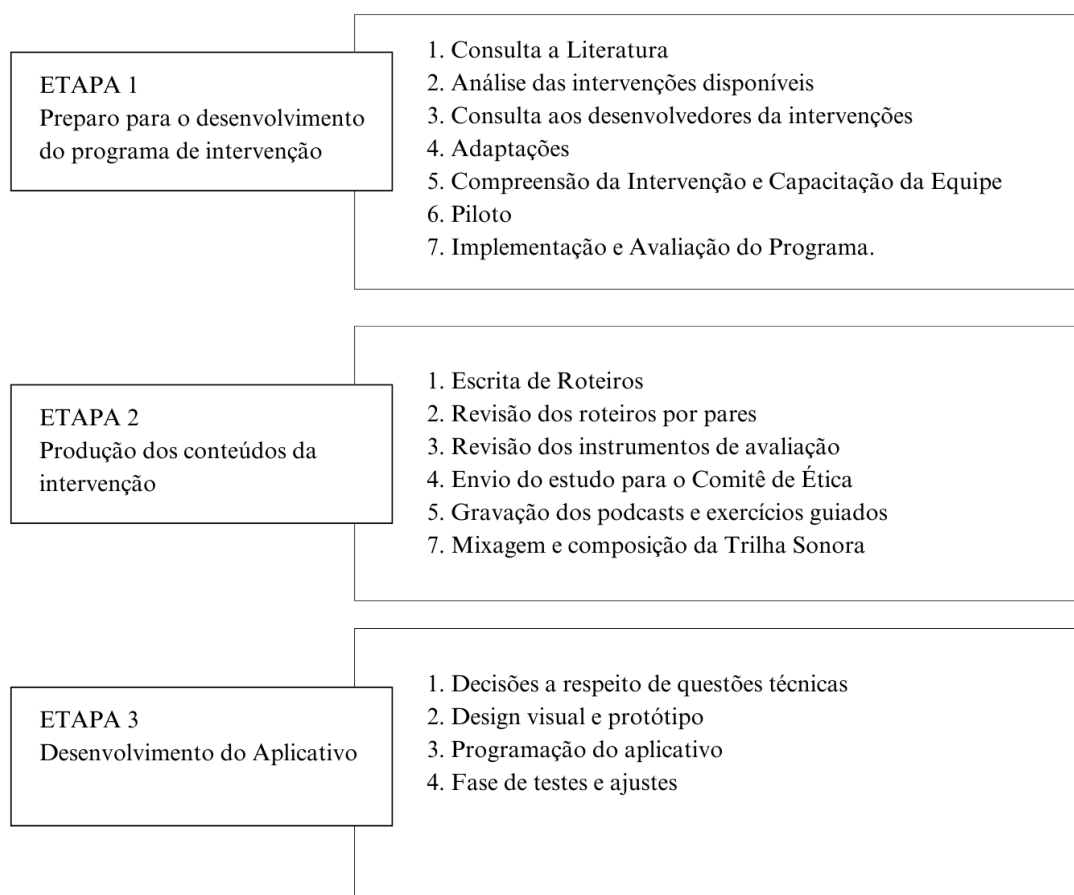 ETAPA 1
Preparo para o desenvolvimento
do programa de intervenção
1. Consulta a Literatura
2. Análise das intervenções disponíveis
3. Consulta aos desenvolvedores da intervenções
4. Adaptações
5. Compreensão da Intervenção e Capacitação da Equipe
6. Piloto
7. Implementação e Avaliação do Programa.
ETAPA 2
Produção dos conteúdos da
intervenção
1. Escrita de Roteiros
2. Revisão dos roteiros por pares
3. Revisão dos instrumentos de avaliação
4. Envio do estudo para o Comitê de Ética
5. Gravação dos podcasts e exercícios guiados
7. Mixagem e composição da Trilha Sonora
ETAPA 3
Desenvolvimento do Aplicativo
1. Decisões a respeito de questões técnicas
2. Design visual e protótipo
3. Programação do aplicativo
4. Fase de testes e ajustes